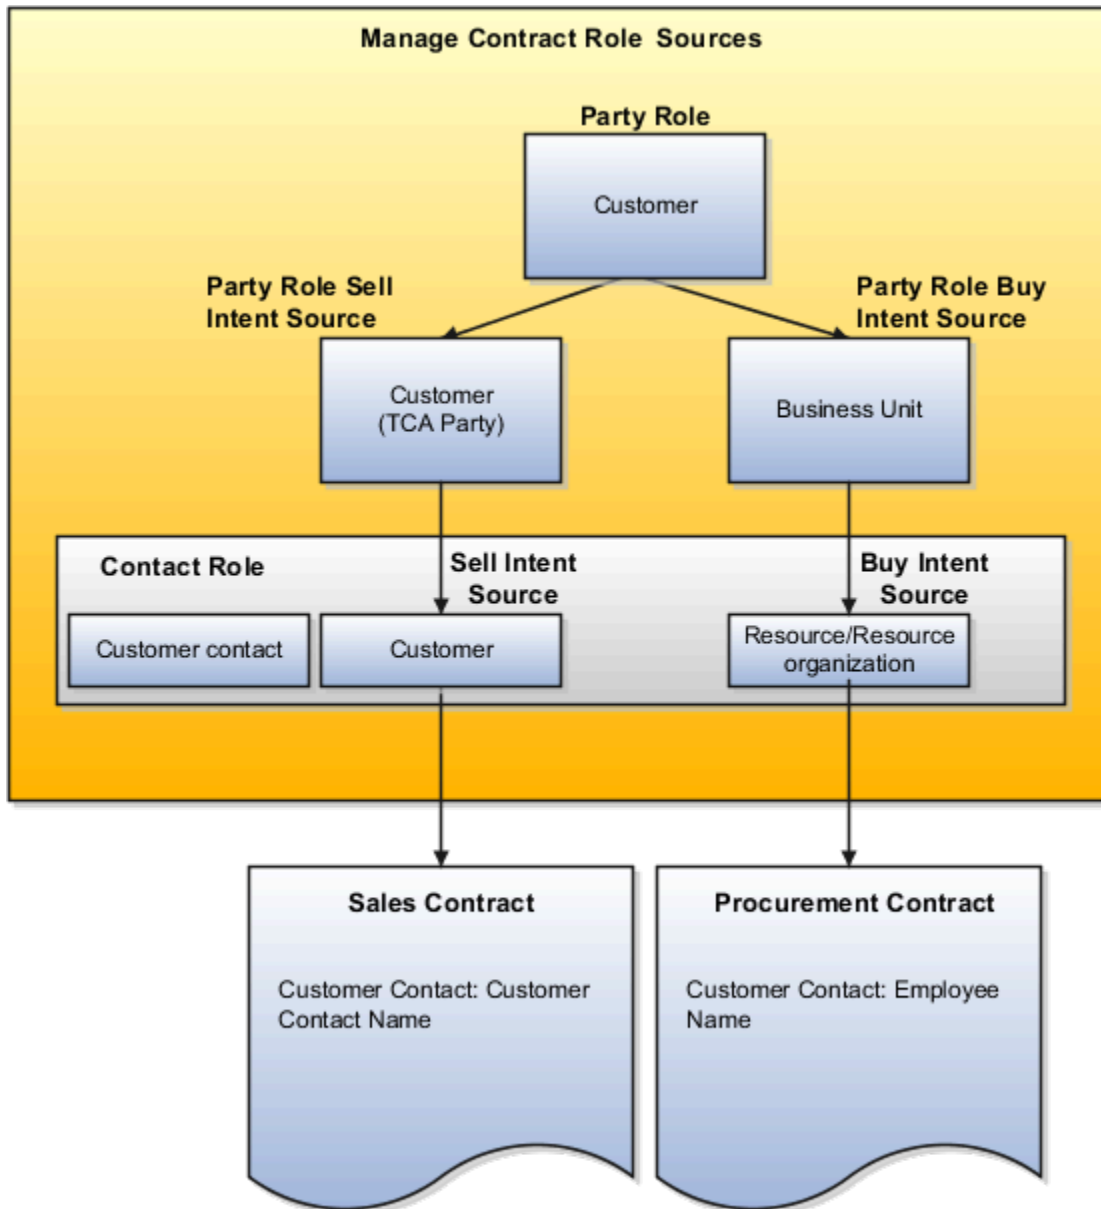 Manage Contract Role Sources
Party Role
Customer
Party Role Sell
Intent Source
Party Role Buy
Intent Source
Customer
(TCA Party)
Business Unit
Contact Role
Sell Intent
Source
Buy Intent
Source
Customer contact
Customer
Resource/Resource
organization
Sales Contract
Customer Contact: Customer
Contact Name
Procurement Contract
Customer Contact: Employee
Name